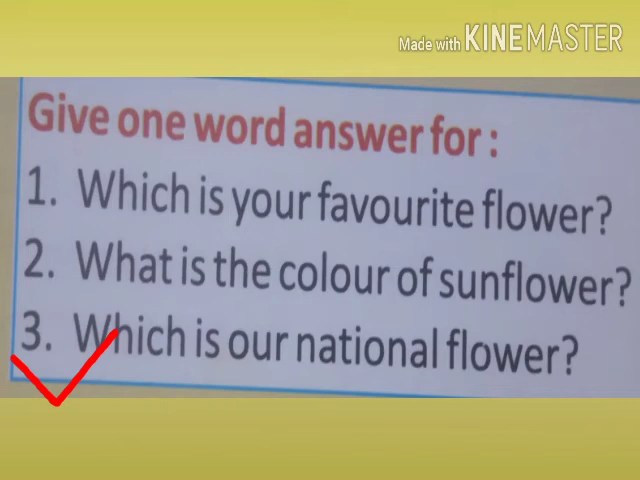 Made with KINEMASTER
Give one word answer for :
1. Which is your favourite flower?
2. What is the colour of sunflower?
3. Which is our national flower?